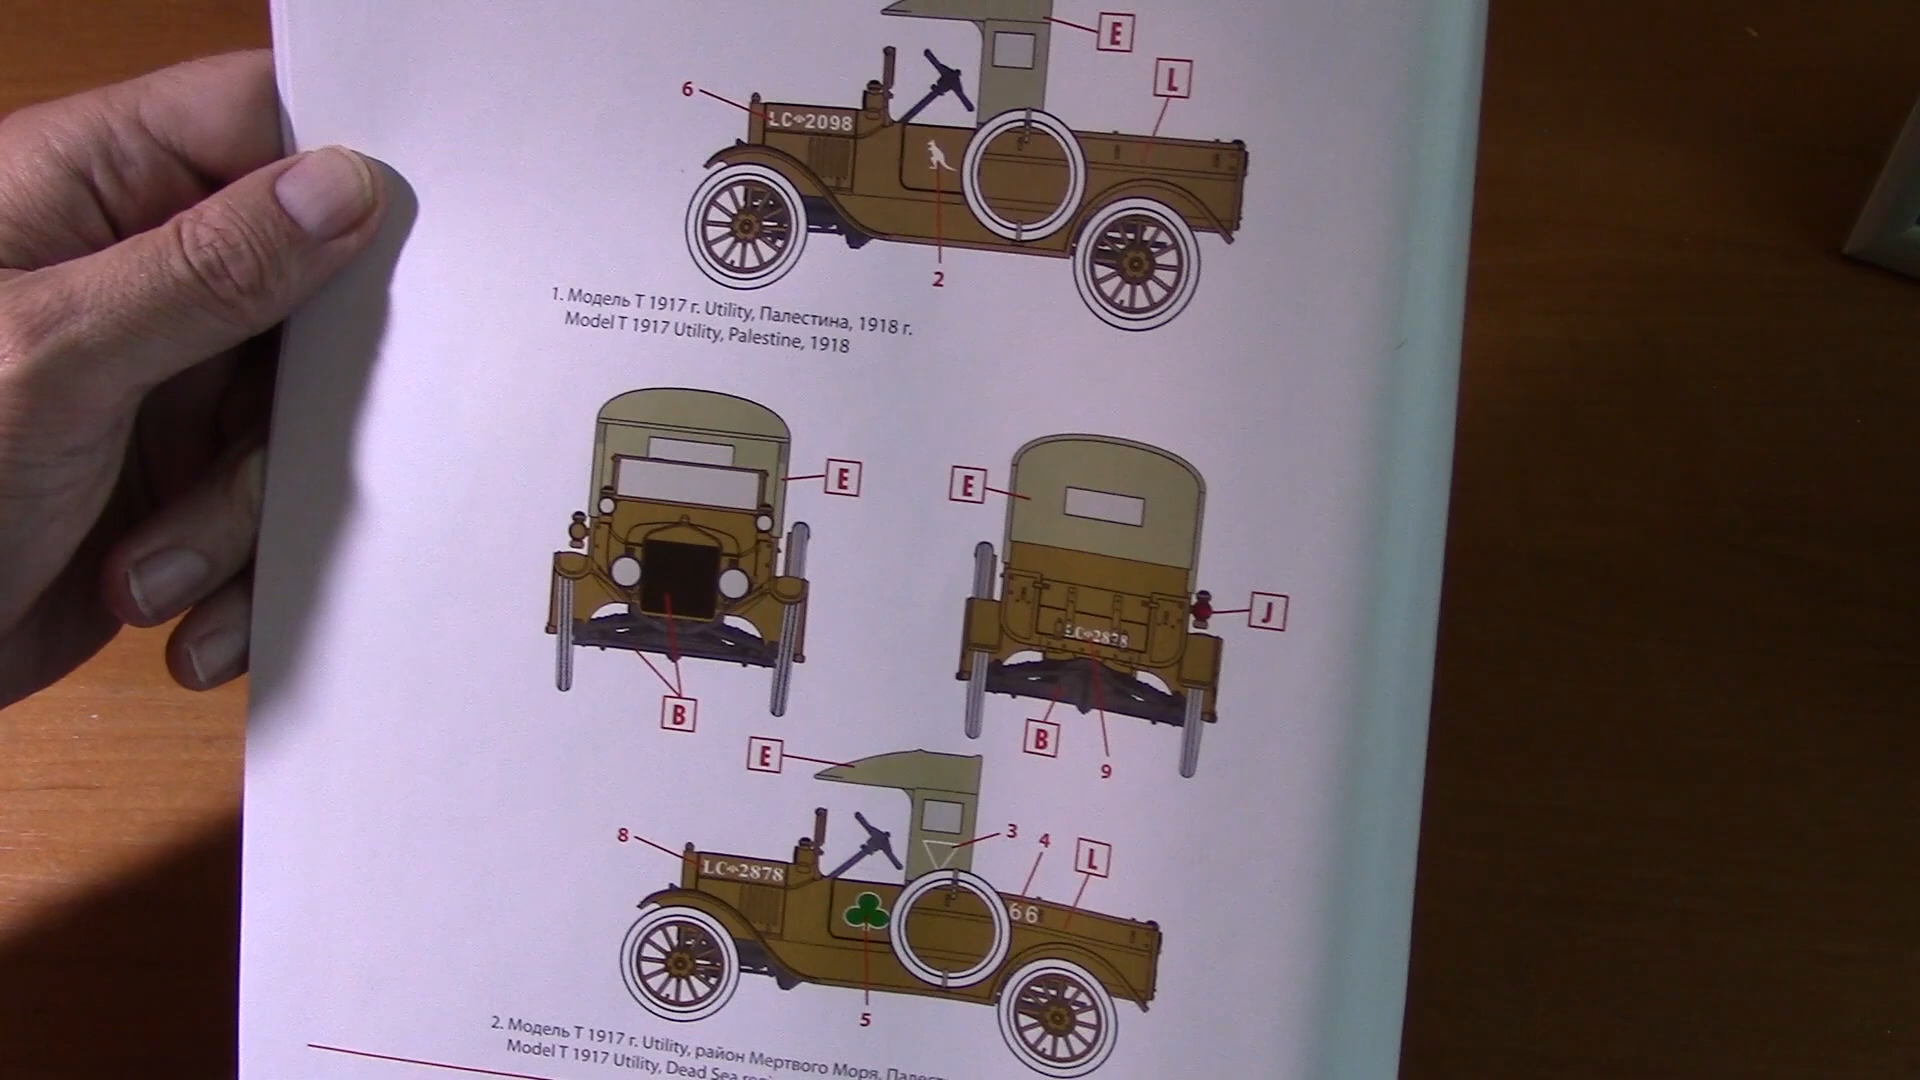 E
L
6
LC 2098
2
1. Модель Т 1917 г. Utility, Палестина, 1918 г.
Model T 1917 Utility, Palestine, 1918
E
E
J
LC 2878
B
B
9
E
8
3
4
L
LC 2878
66
5
2. Модель Т 1917 г. Utility, район Мертвого Моря,
Model T 1917 Utility, Dead Sea